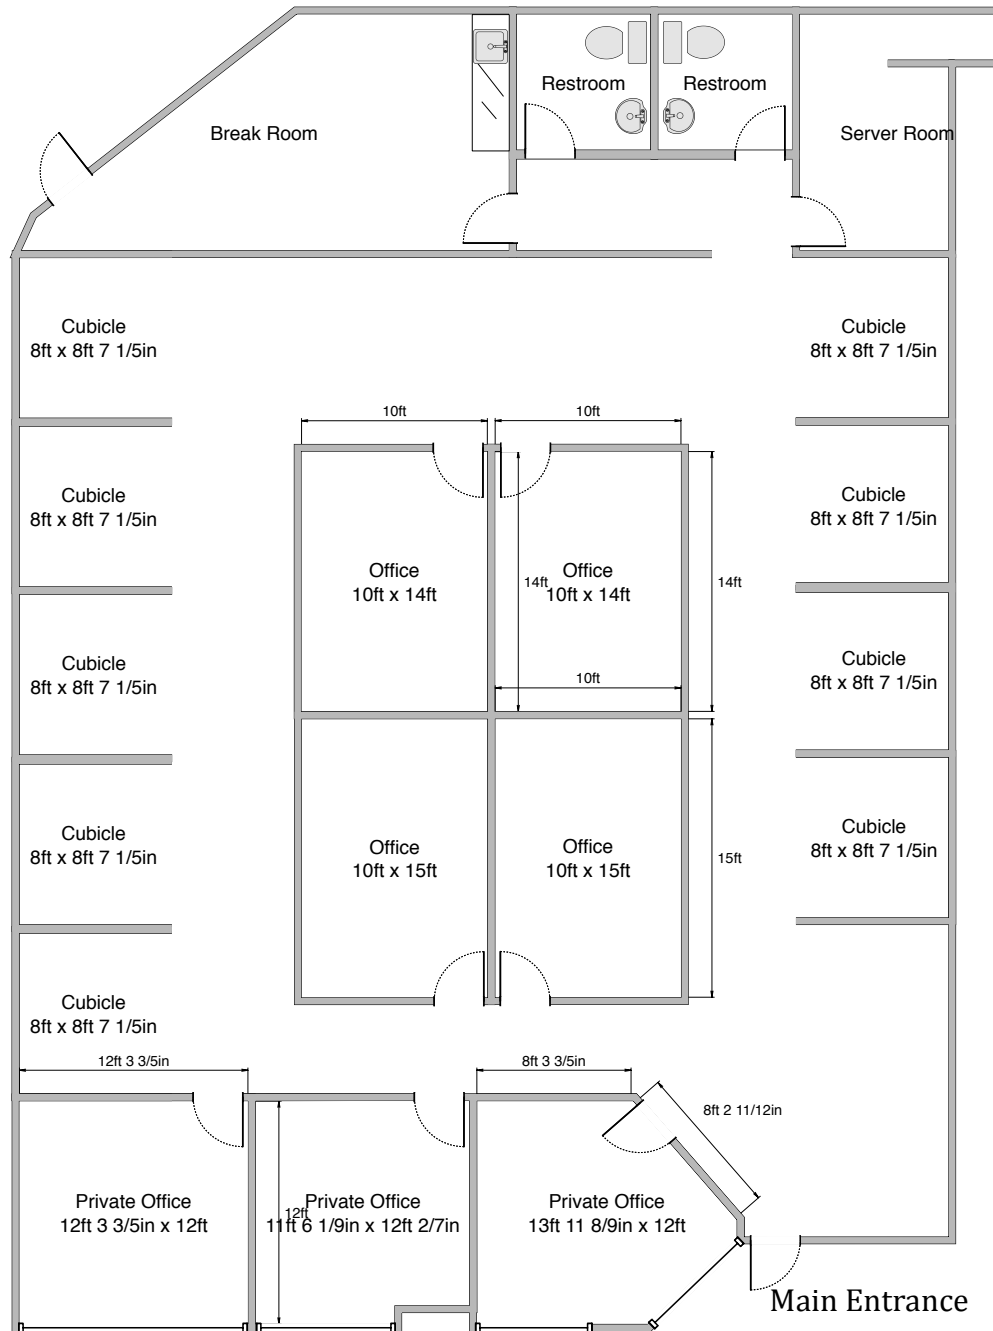 Restroom
Restroom
Break Room
Server Room
Cubicle
8ft x 8ft 7 1/5in
Cubicle
8ft x 8ft 7 1/5in
10ft
10ft
Cubicle
8ft x 8ft 7 1/5in
Cubicle
8ft x 8ft 7 1/5in
Office
10ft x 14ft
14ft
Office
10ft x 14ft
14ft
Cubicle
8ft x 8ft 7 1/5in
10ft
Cubicle
8ft x 8ft 7 1/5in
Cubicle
8ft x 8ft 7 1/5in
Office
10ft x 15ft
Office
10ft x 15ft
15ft
Cubicle
8ft x 8ft 7 1/5in
Cubicle
8ft x 8ft 7 1/5in
12ft 3 3/5in
8ft 3 3/5in
8ft 2 11/12in
Private Office
12ft 3 3/5in x 12ft
12ft
Private Office
11ft 6 1/9in x 12ft 2/7in
Private Office
13ft 11 8/9in x 12ft
Main Entrance